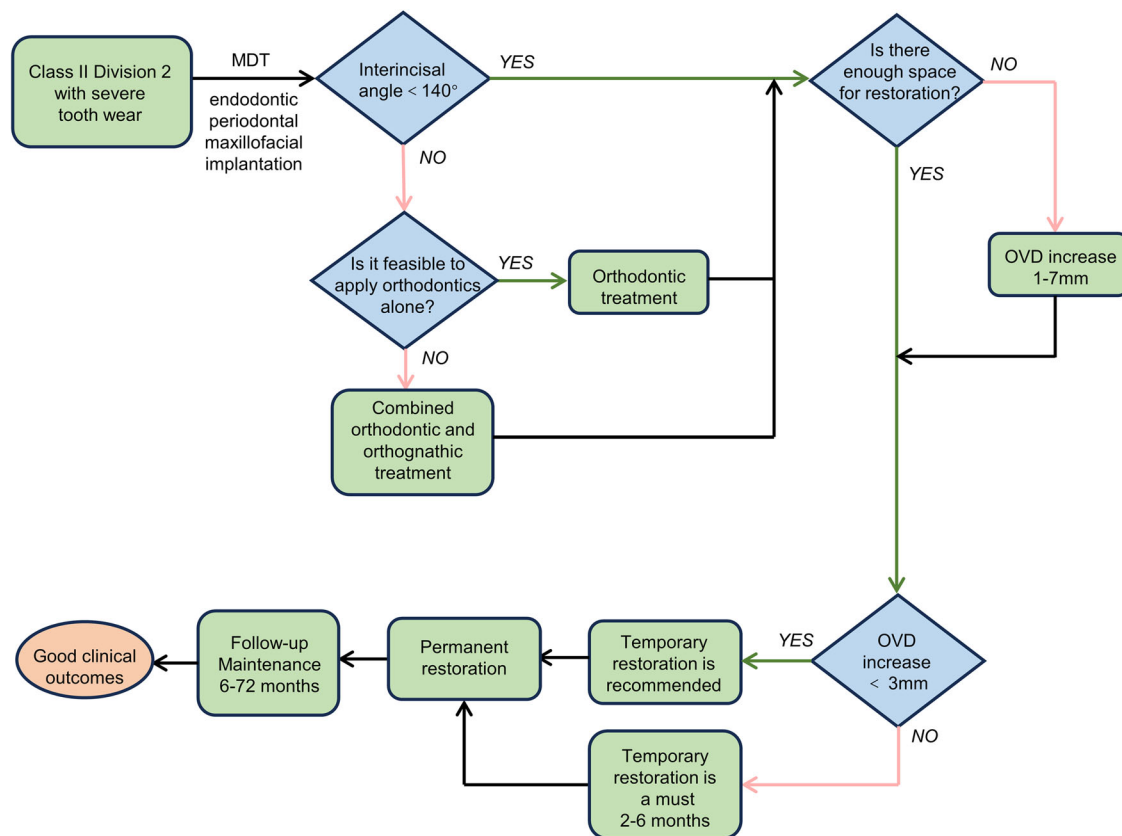 Class II Division 2
with severe
tooth wear
MDT
endodontic
periodontal
maxillofacial
implantation
Interincisal
angle < 140°
YES
NO
Is there
enough space
for restoration?
NO
YES
Is it feasible to
apply orthodontics
alone?
YES
NO
Orthodontic
treatment
OVD increase
1-7mm
Combined
orthodontic and
orthognathic
treatment
OVD
increase
< 3mm
YES
NO
Temporary
restoration is
recommended
Temporary
restoration is
a must
2-6 months
Permanent
restoration
Follow-up
Maintenance
6-72 months
Good clinical
outcomes